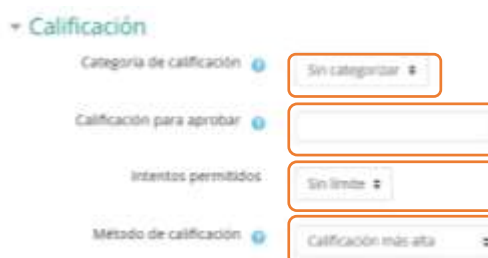 Calificación
Categoría de calificación
Sin categorizar
Calificación para aprobar
Intentos permitidos
Sin límite
Método de calificación
Calificación más alta